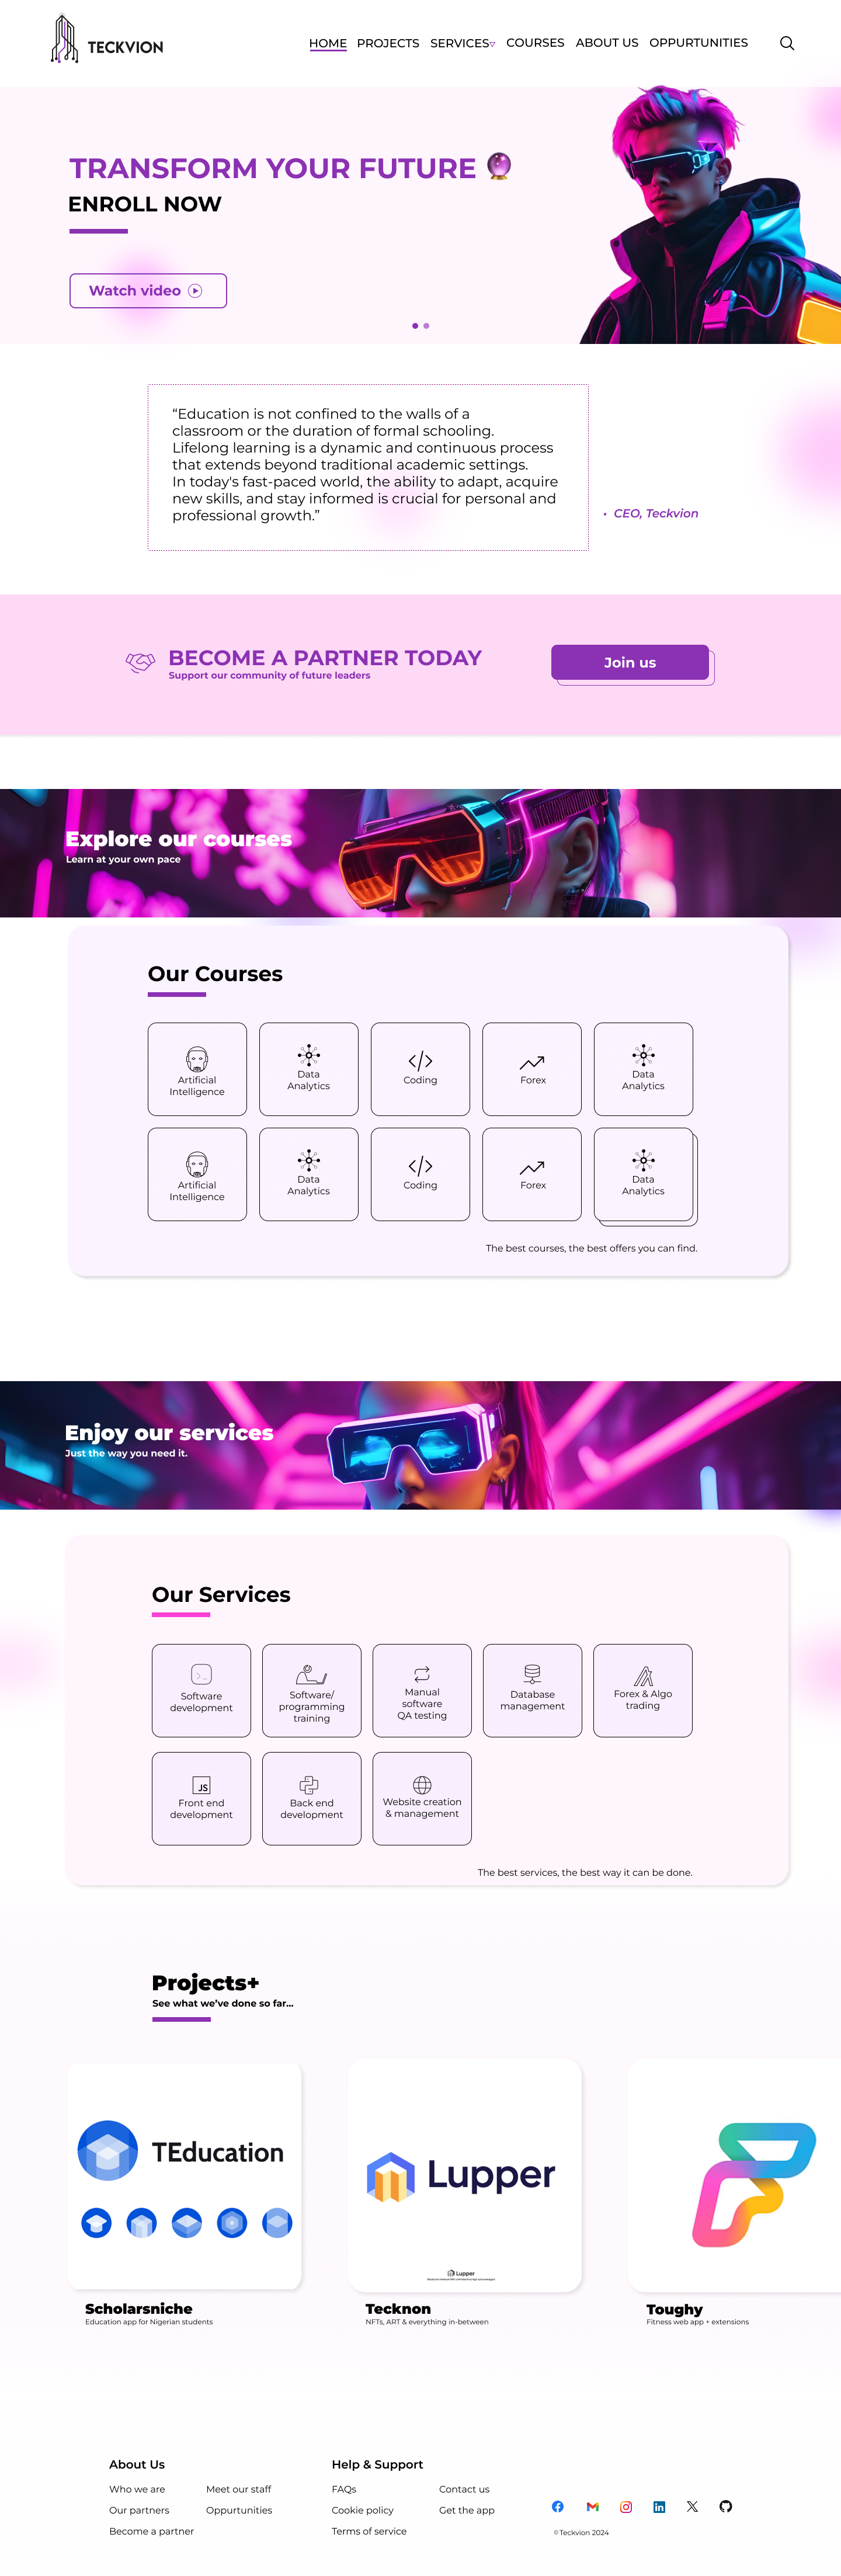 TECKVION
HOME PROJECTS SERVICES COURSES ABOUT US OPPURTUNITIES
TRANSFORM YOUR FUTURE
ENROLL NOW
Watch video
“Education is not confined to the walls of a
classroom or the duration of formal schooling.
Lifelong learning is a dynamic and continuous process
that extends beyond traditional academic settings.
In today's fast-paced world, the ability to adapt, acquire
new skills, and stay informed is crucial for personal and
professional growth.”
• CEO, Teckvion
BECOME A PARTNER TODAY
Support our community of future leaders
Join us
Explore our courses
Learn at your own pace
Our Courses
Artificial
Intelligence
Data
Analytics
Coding
Forex
Data
Analytics
Artificial
Intelligence
Data
Analytics
Coding
Forex
Data
Analytics
The best courses, the best offers you can find.
Enjoy our services
Just the way you need it.
Our Services
Software
development
Software/
programming
training
Manual
software
QA testing
Database
management
Forex & Algo
trading
JS
Front end
development
Back end
development
Website creation
& management
The best services, the best way it can be done.
Projects+
See what we’ve done so far...
TEducation
Lupper
Lupper
Scholarsniche
Education app for Nigerian students
Tecknon
NFTs, ART & everything in-between
Toughy
Fitness web app + extensions
About Us
Who we are
Our partners
Become a partner
Meet our staff
Oppurtunities
Help & Support
FAQs
Cookie policy
Terms of service
Contact us
Get the app
© Teckvion 2024